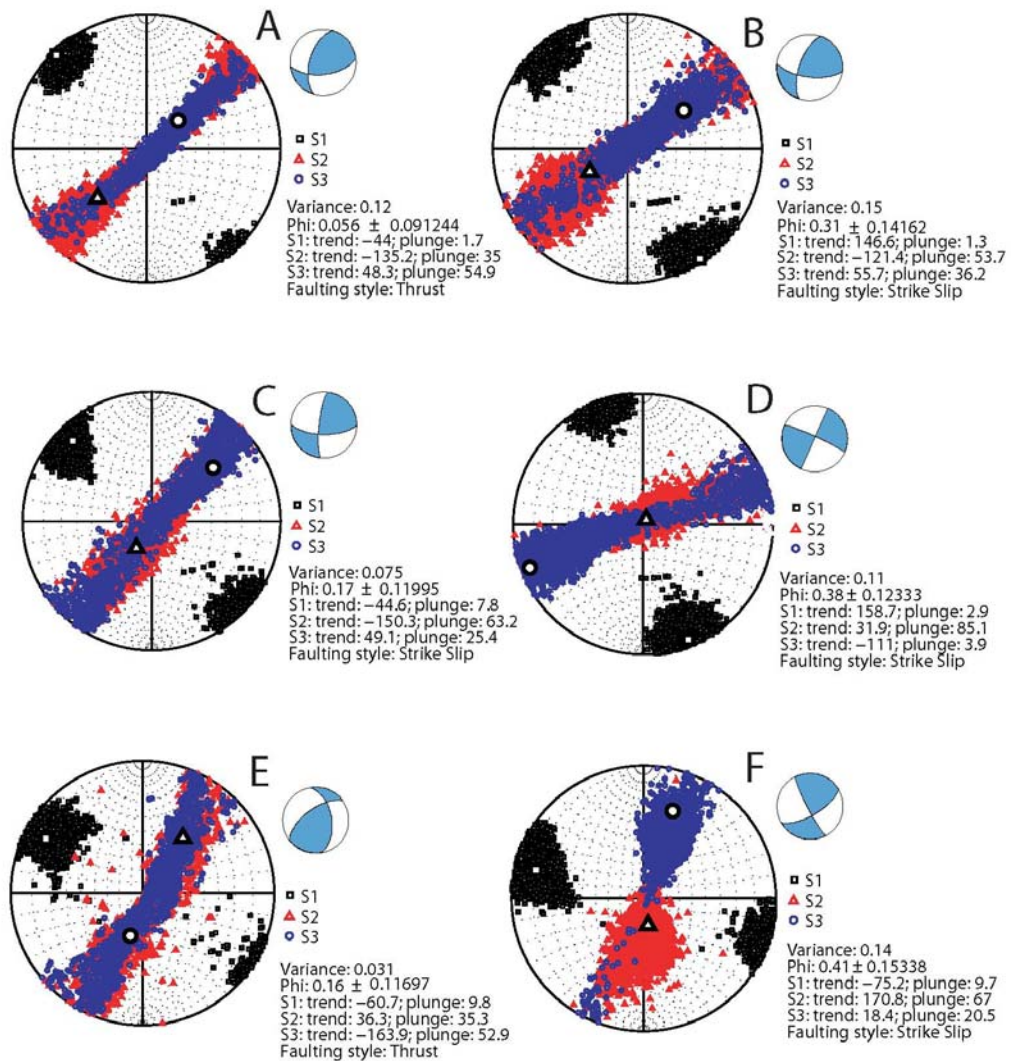 A
S1
S2
S3
Variance: 0.12
Phi: 0.056 ± 0.091244
S1: trend: −44; plunge: 1.7
S2: trend: −135.2; plunge: 35
S3: trend: 48.3; plunge: 54.9
Faulting style: Thrust
B
S1
S2
S3
Variance: 0.15
Phi: 0.31 ± 0.14162
S1: trend: 146.6; plunge: 1.3
S2: trend: −121.4; plunge: 53.7
S3: trend: 55.7; plunge: 36.2
Faulting style: Strike Slip
C
S1
S2
S3
Variance: 0.075
Phi: 0.17 ± 0.11995
S1: trend: −44.6; plunge: 7.8
S2: trend: −150.3; plunge: 63.2
S3: trend: 49.1; plunge: 25.4
Faulting style: Strike Slip
D
S1
S2
S3
Variance: 0.11
Phi: 0.38 ± 0.12333
S1: trend: 158.7; plunge: 2.9
S2: trend: 31.9; plunge: 85.1
S3: trend: −111; plunge: 3.9
Faulting style: Strike Slip
E
S1
S2
S3
Variance: 0.031
Phi: 0.16 ± 0.11697
S1: trend: −60.7; plunge: 9.8
S2: trend: 36.3; plunge: 35.3
S3: trend: −163.9; plunge: 52.9
Faulting style: Thrust
F
S1
S2
S3
Variance: 0.14
Phi: 0.41 ± 0.15338
S1: trend: −75.2; plunge: 9.7
S2: trend: 170.8; plunge: 67
S3: trend: 18.4; plunge: 20.5
Faulting style: Strike Slip